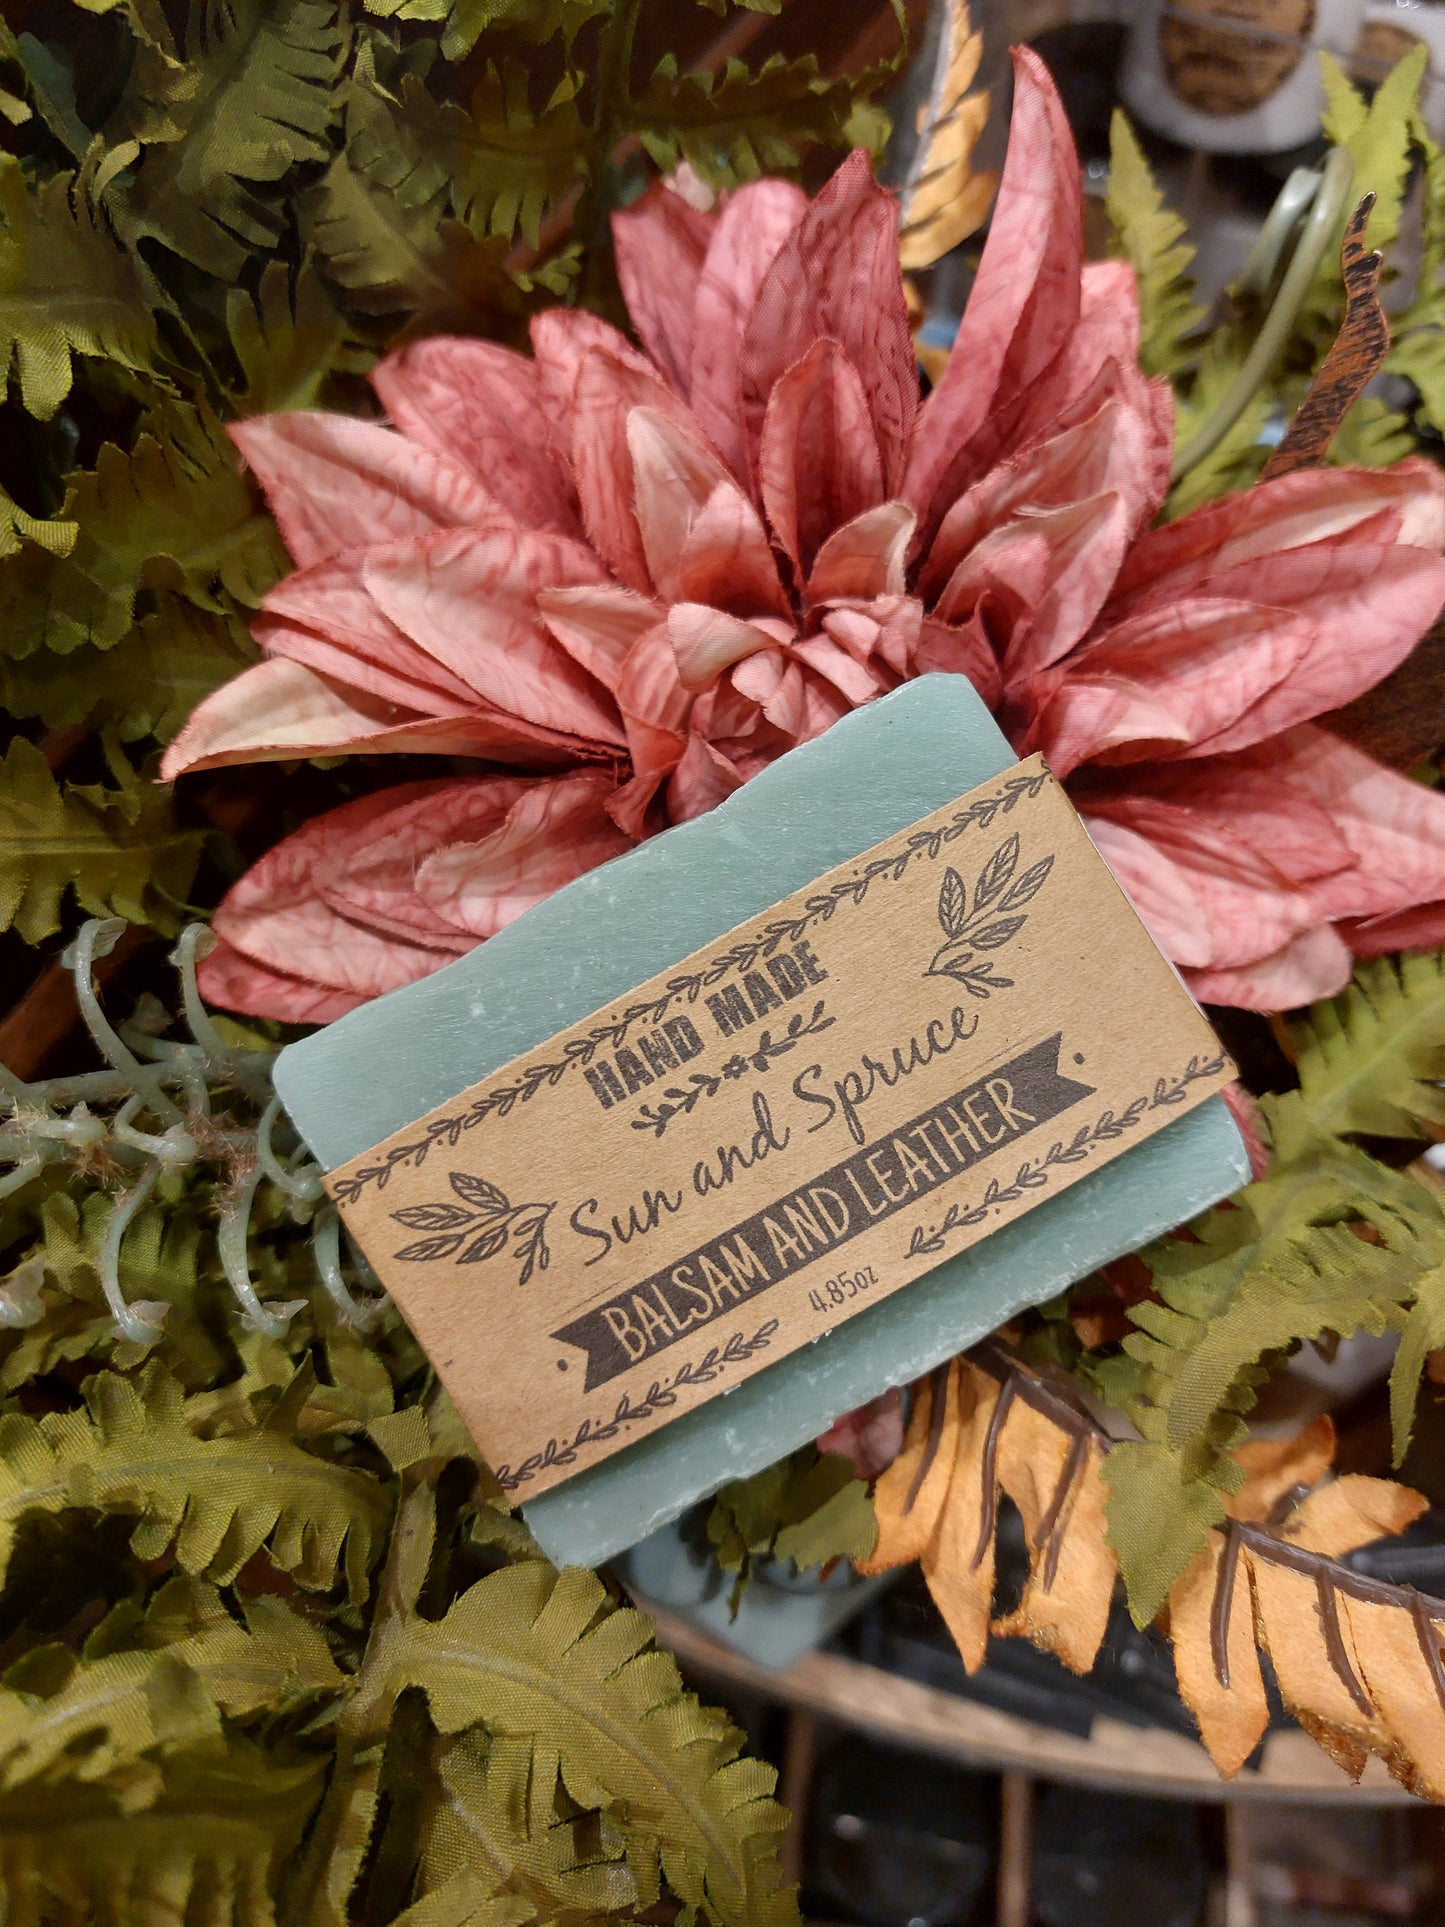 HAND MADE
Sun and Spruce
BALSAM AND LEATHER
4.85oz